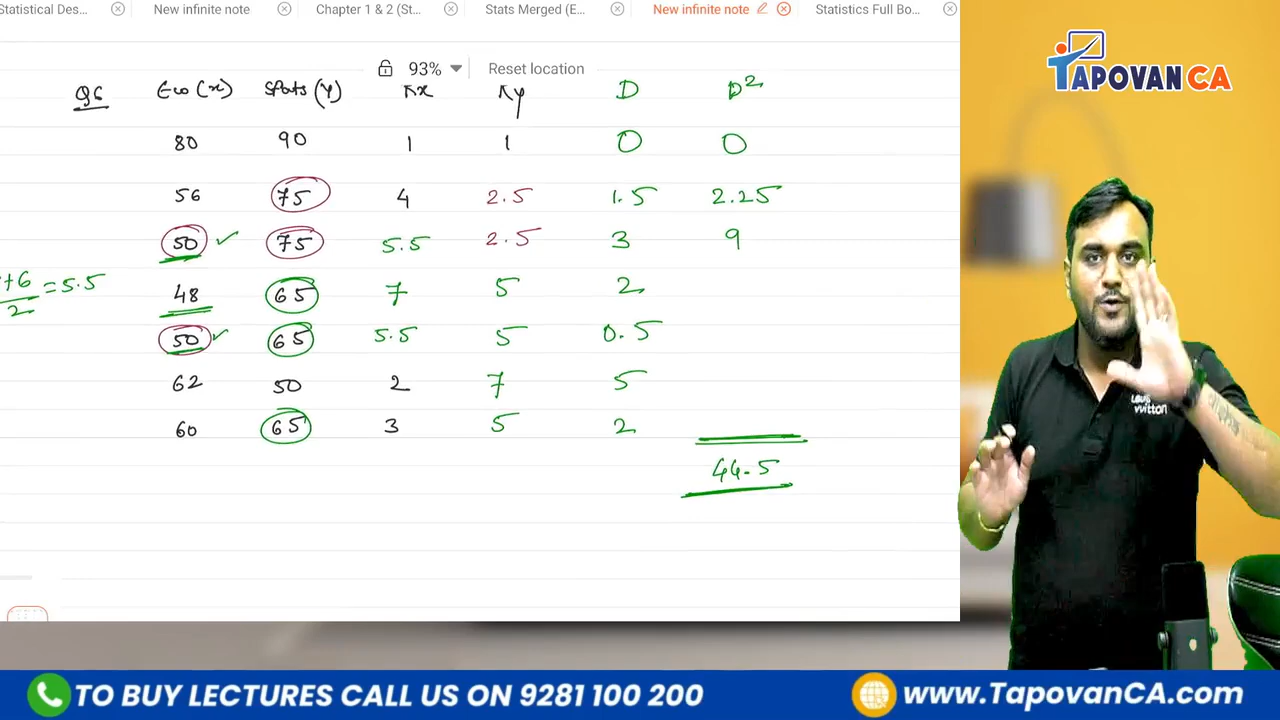 Statistical Des...
New infinite note
Chapter 1 & 2 (St...
Stats Merged (E...
New infinite note
Statistics Full Bo...
93%
Reset location
TAPOVAN CA
Q6 Eco (x) Stats (y) rx ry D D²
80 90 1 1 0 0
56 75 4 2.5 1.5 2.25
50 75 5.5 2.5 3 9
+6/2 = 5.5
48 65 7 5 2
50 65 5.5 5 0.5
62 50 2 7 5
60 65 3 5 2
44.5
Louis
Vuitton
TO BUY LECTURES CALL US ON 9281 100 200
www.TapovanCA.com